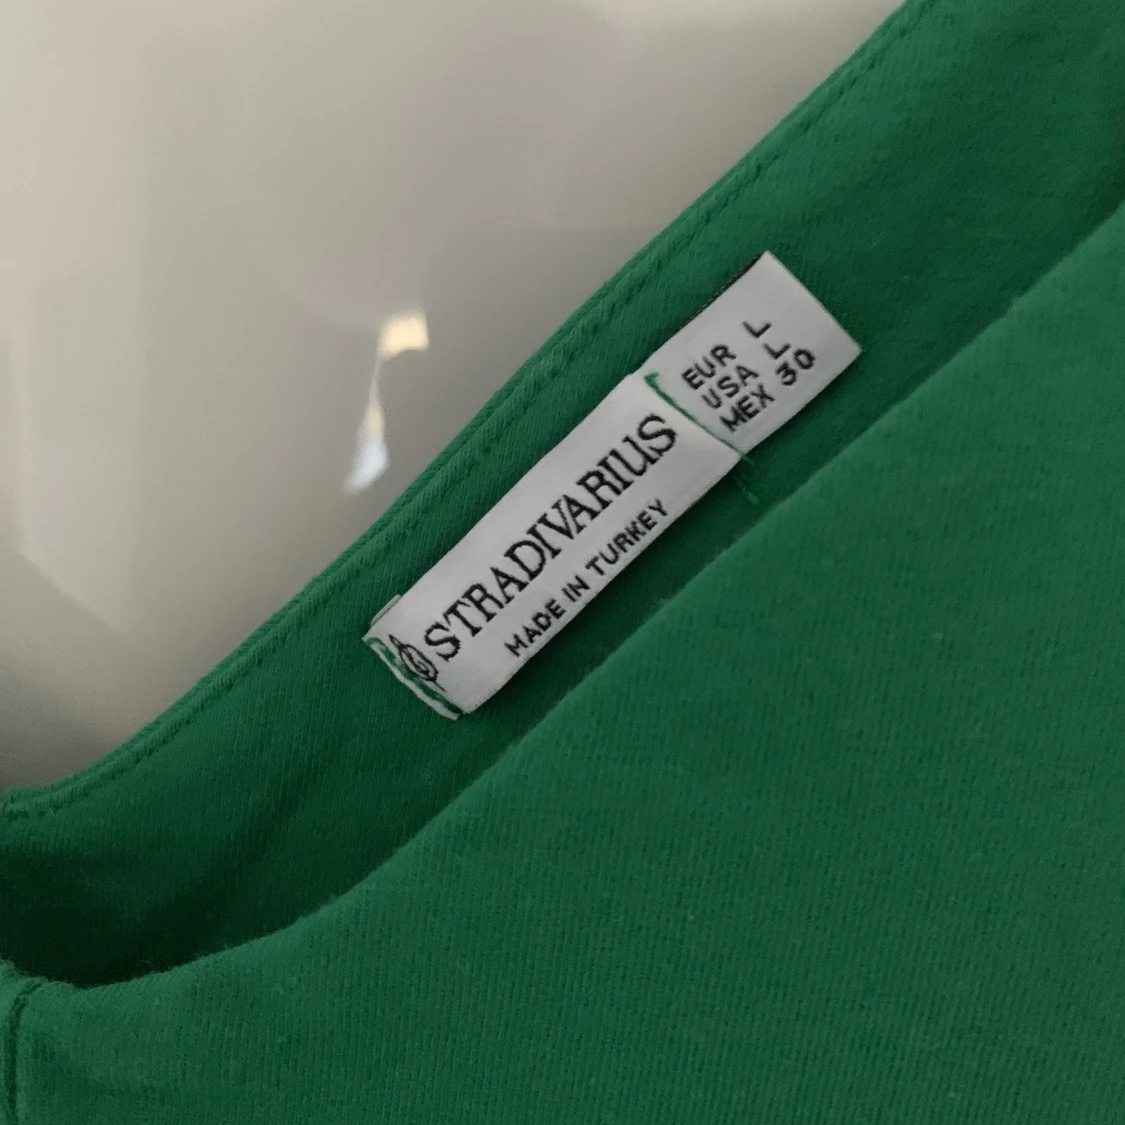 STRADIVARIUS
MADE IN TURKEY
EUR L
USA L
MEX 30